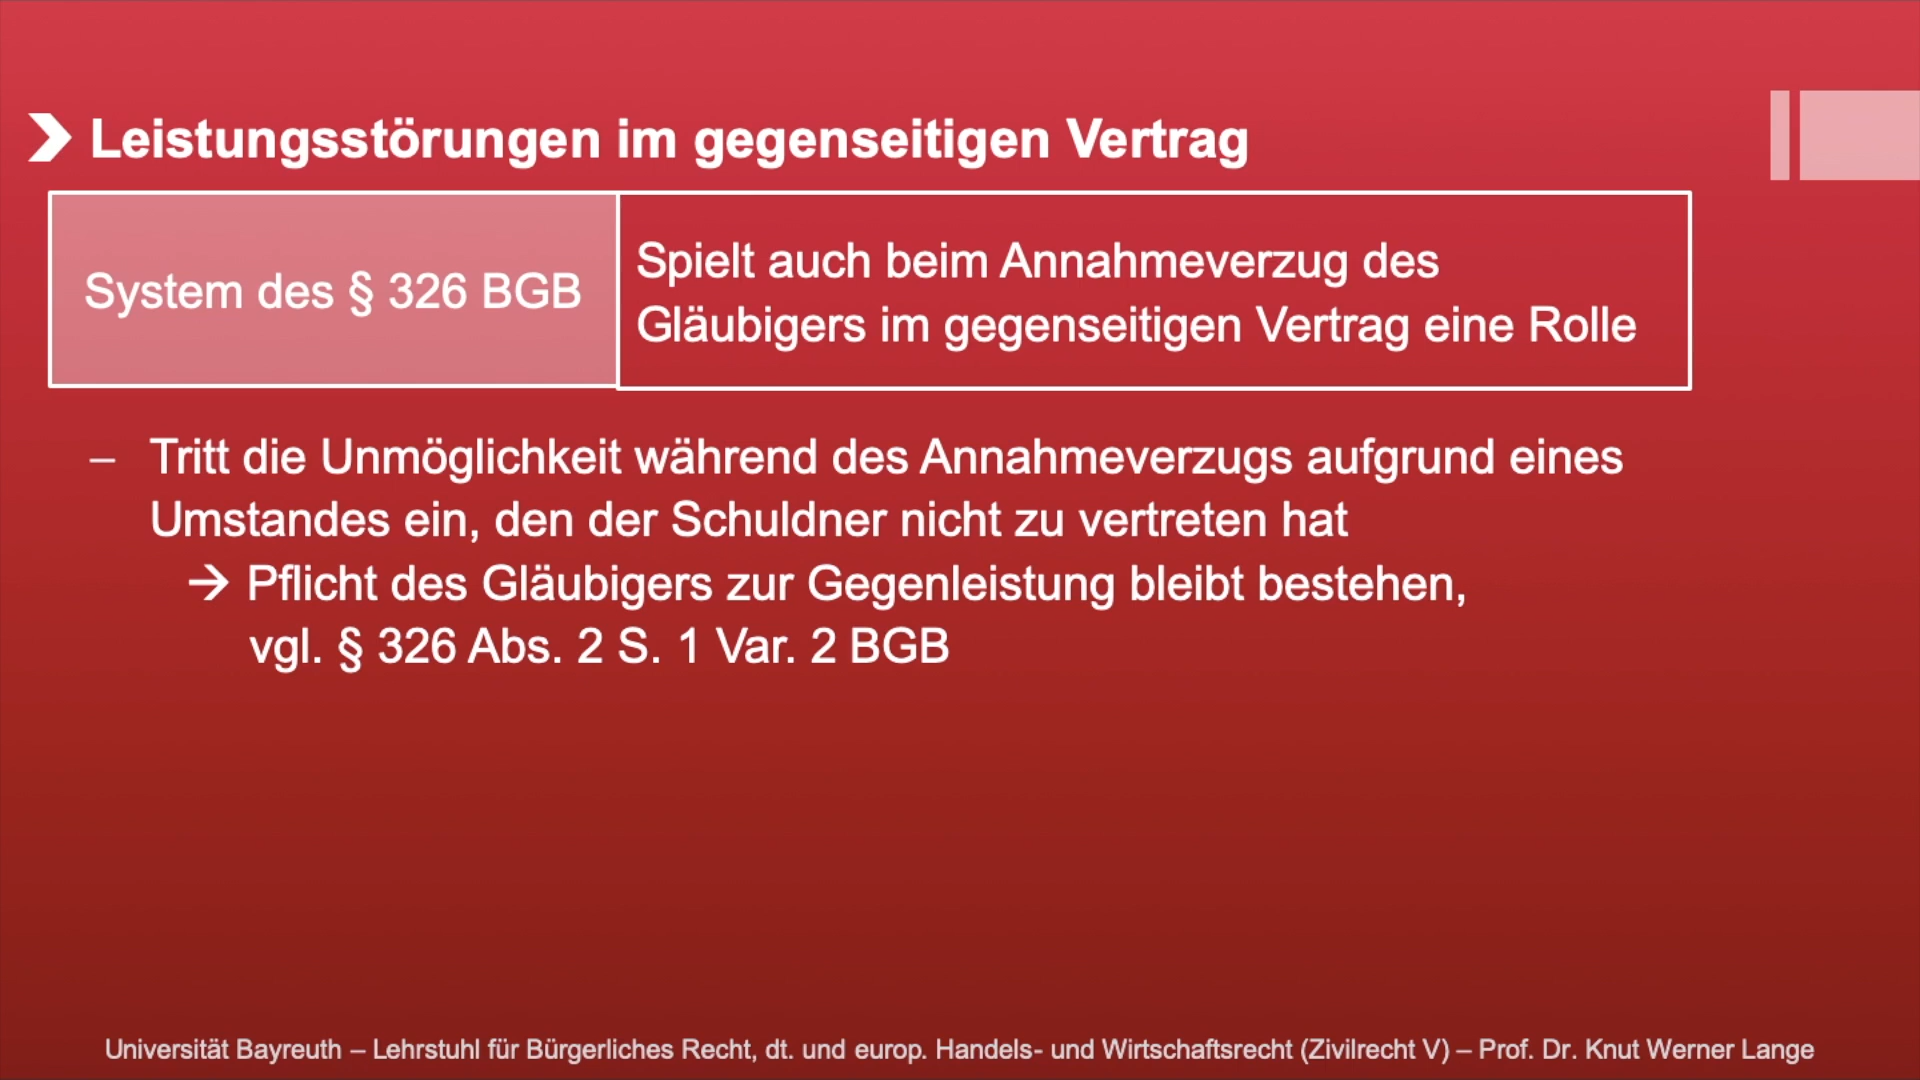 Leistungsstörungen im gegenseitigen Vertrag
System des § 326 BGB
Spielt auch beim Annahmeverzug des
Gläubigers im gegenseitigen Vertrag eine Rolle
– Tritt die Unmöglichkeit während des Annahmeverzugs aufgrund eines
Umstandes ein, den der Schuldner nicht zu vertreten hat
→ Pflicht des Gläubigers zur Gegenleistung bleibt bestehen,
vgl. § 326 Abs. 2 S. 1 Var. 2 BGB
Universität Bayreuth – Lehrstuhl für Bürgerliches Recht, dt. und europ. Handels- und Wirtschaftsrecht (Zivilrecht V) – Prof. Dr. Knut Werner Lange